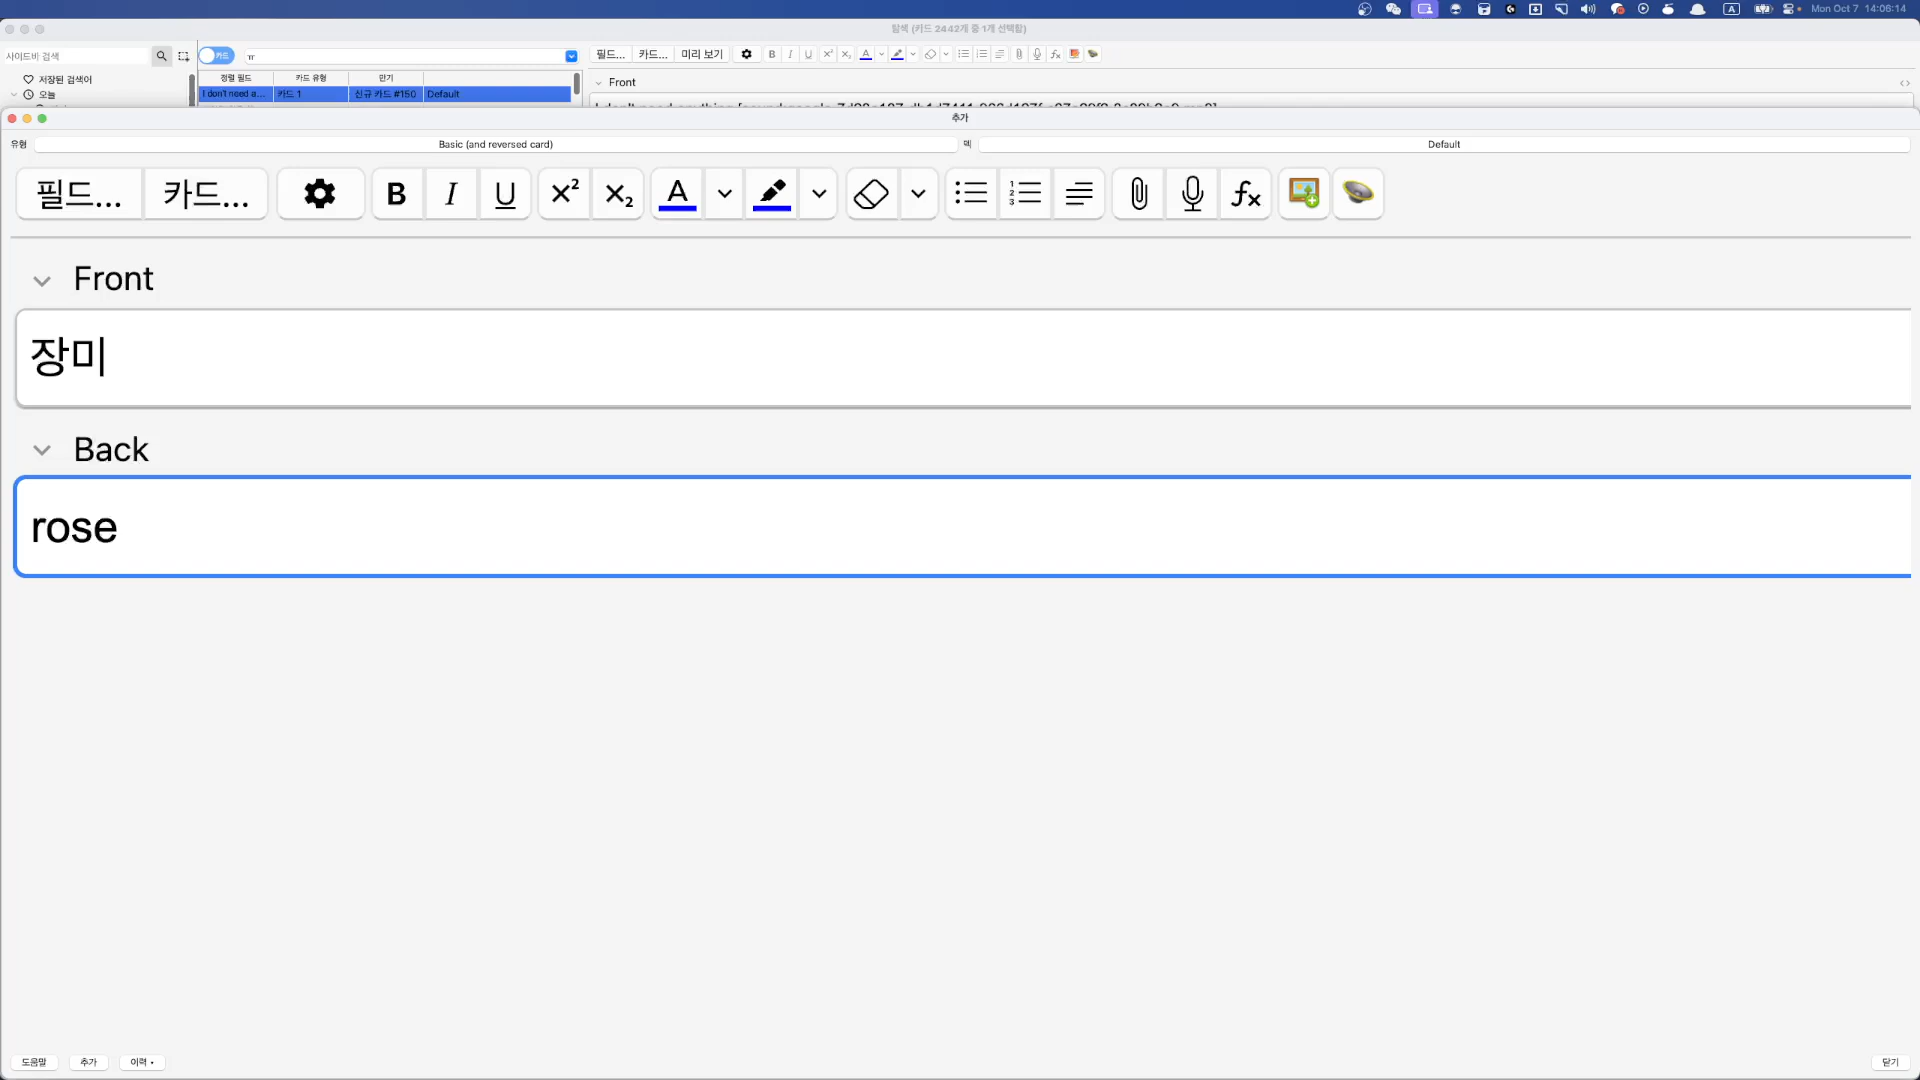 Mon Oct 7 14:06:14
탐색 (카드 2442개 중 1개 선택함)
사이드바 검색
카드
필드...
카드...
미리 보기
저장된 검색어
오늘
정렬 필드
카드 유형
만기
I don't need a...
카드 1
신규 카드 #150
Default
Front
추가
유형
Basic (and reversed card)
덱
Default
필드...
카드...
Front
장미
Back
rose
도움말
추가
이력
닫기